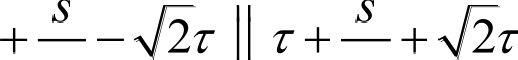 + s/ − √2τ || τ + s/ + √2τ